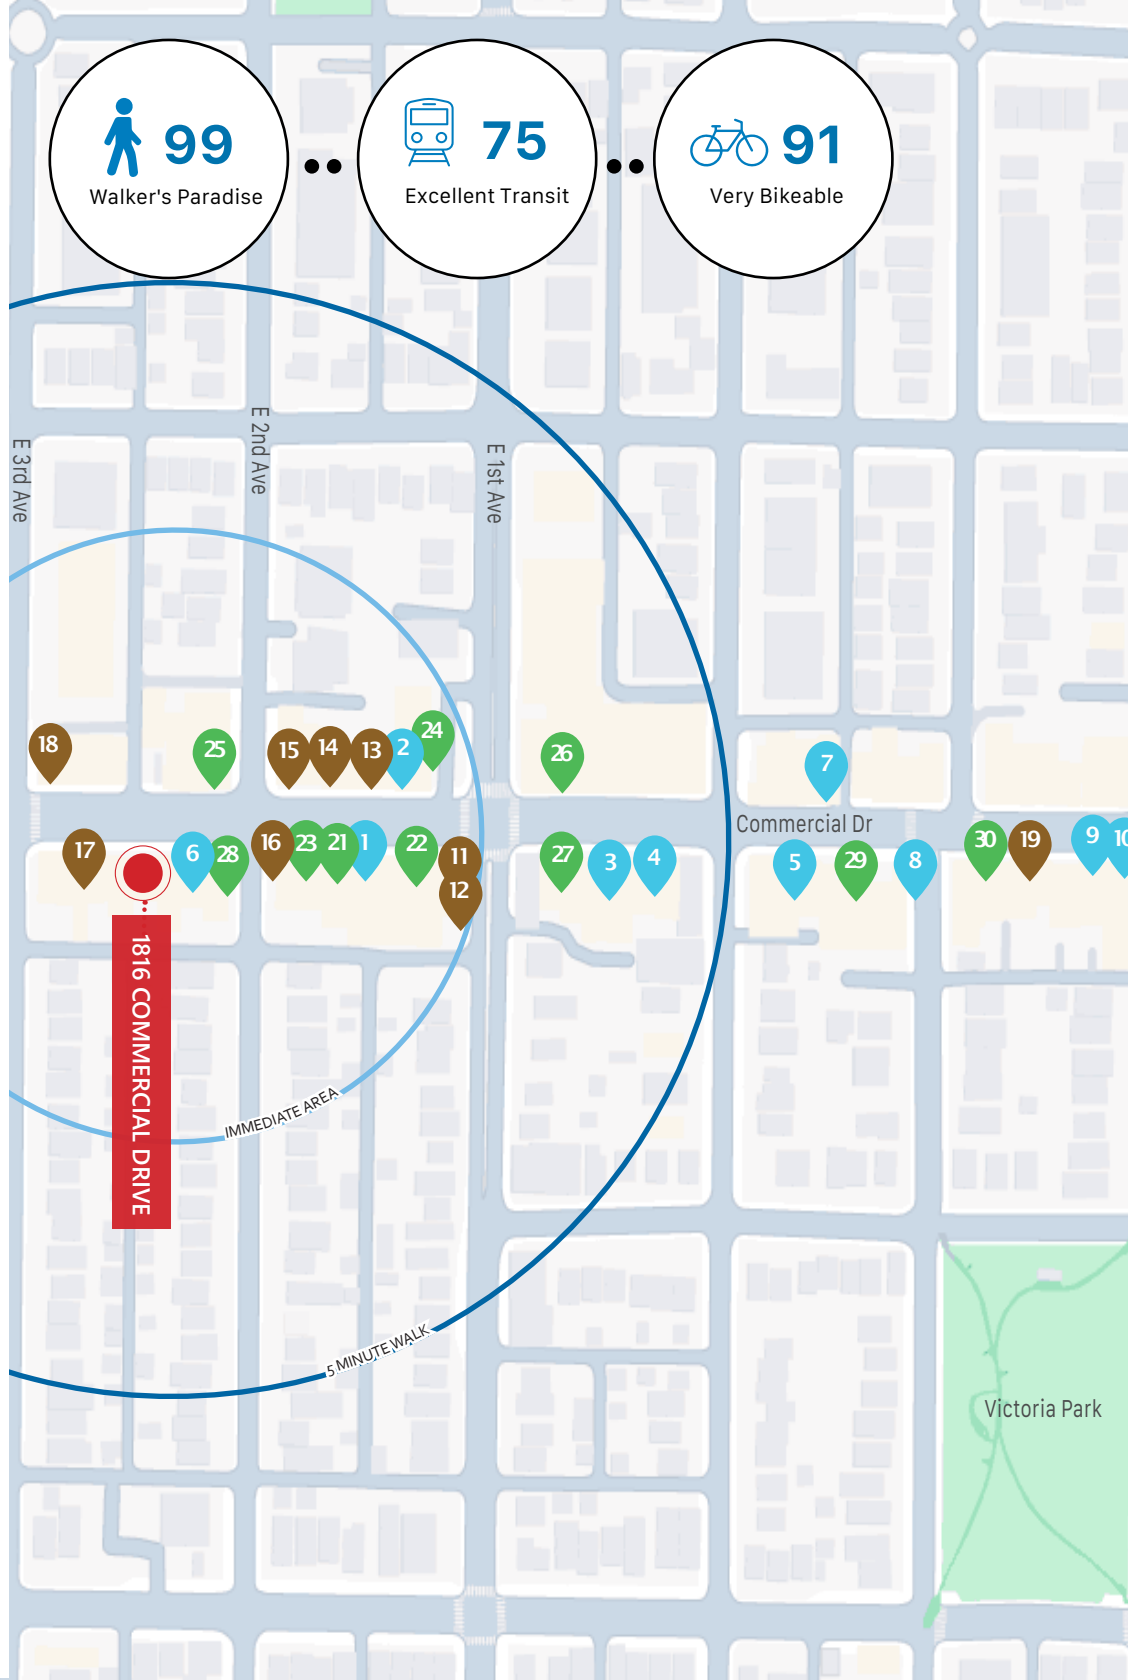 99
Walker's Paradise
75
Excellent Transit
91
Very Bikeable
E 3rd Ave
E 2nd Ave
E 1st Ave
18
25
15
14
13
2
24
26
7
Commercial Dr
17
6
28
16
23
21
1
22
11
12
27
3
4
5
29
8
30
19
9
10
1816 COMMERCIAL DRIVE
IMMEDIATE AREA
5 MINUTE WALK
Victoria Park